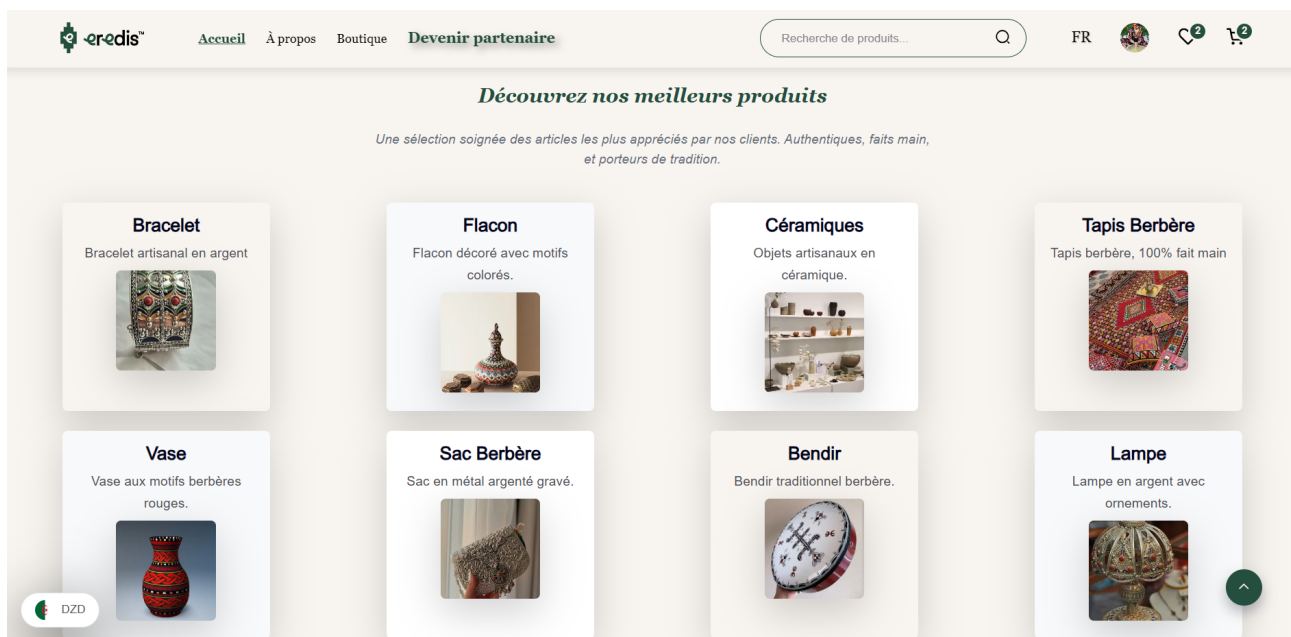 eredis™
Accueil À propos Boutique Devenir partenaire
Recherche de produits...
FR
2
2
Découvrez nos meilleurs produits
Une sélection soignée des articles les plus appréciés par nos clients. Authentiques, faits main,
et porteurs de tradition.
Bracelet
Bracelet artisanal en argent
Flacon
Flacon décoré avec motifs
colorés.
Céramiques
Objets artisanaux en
céramique.
Tapis Berbère
Tapis berbère, 100% fait main
Vase
Vase aux motifs berbères
rouges.
Sac Berbère
Sac en métal argenté gravé.
Bendir
Bendir traditionnel berbère.
Lampe
Lampe en argent avec
ornements.
DZD